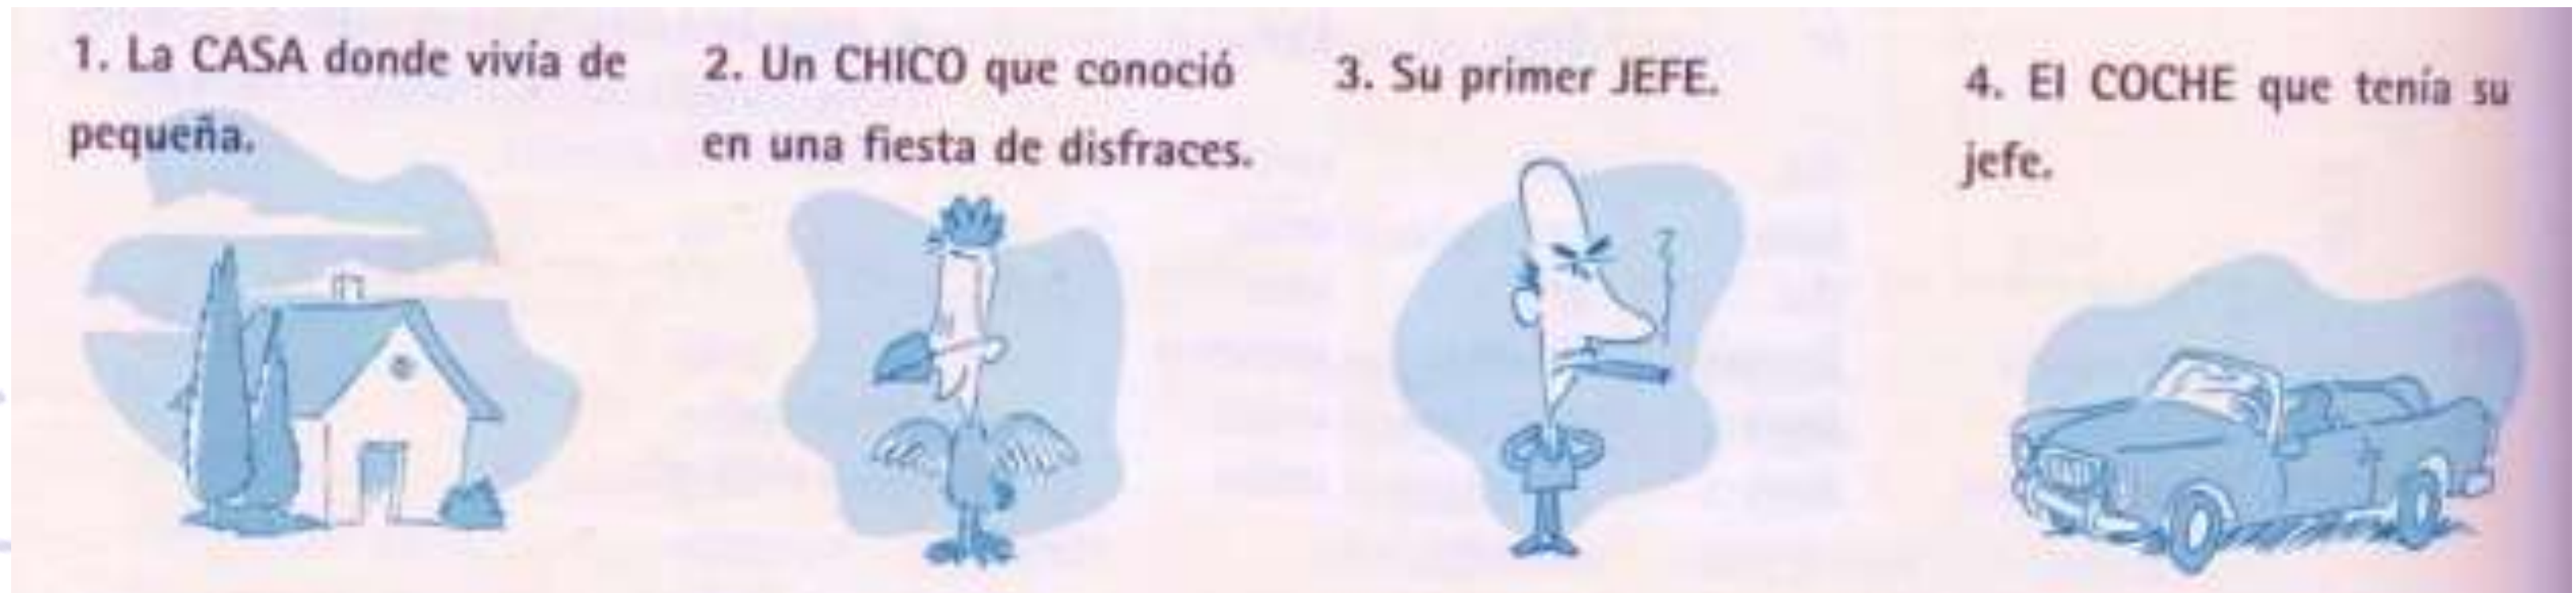 1. La CASA donde vivía de
pequeña.
2. Un CHICO que conoció
en una fiesta de disfraces.
3. Su primer JEFE.
4. El COCHE que tenía su
jefe.